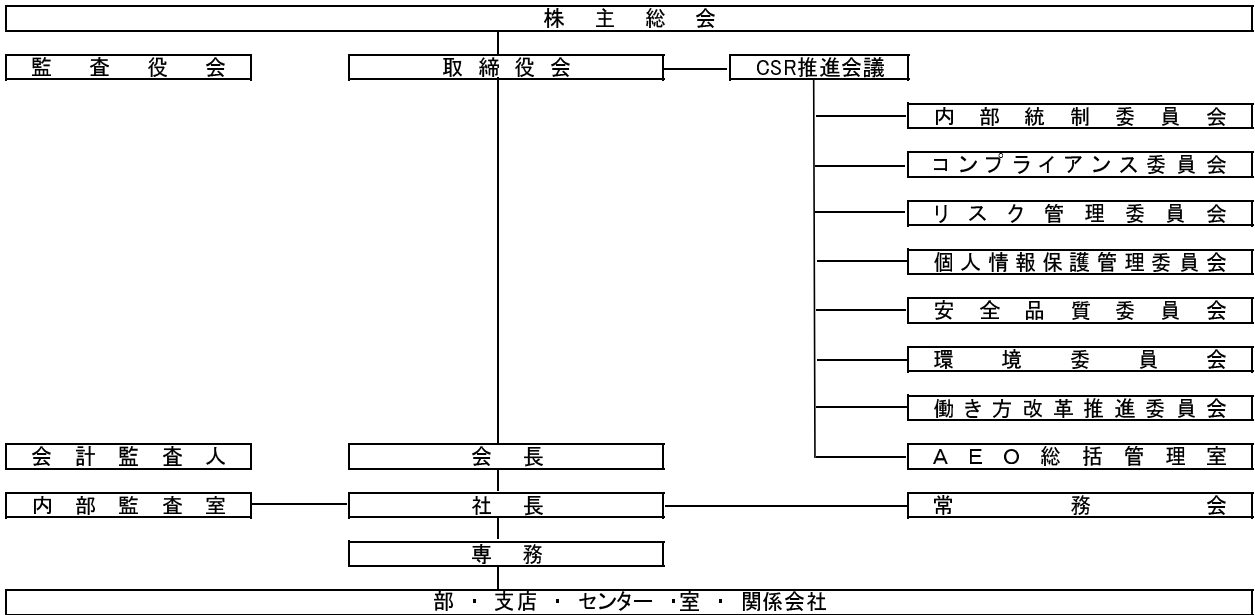 株主総会
監査役会 取締役会 CSR推進会議
内部統制委員会
コンプライアンス委員会
リスク管理委員会
個人情報保護管理委員会
安全品質委員会
環境委員会
働き方改革推進委員会
会計監査人 会長 AEO総括管理室
内部監査室 社長 常務会
専務
部・支店・センター・室・関係会社